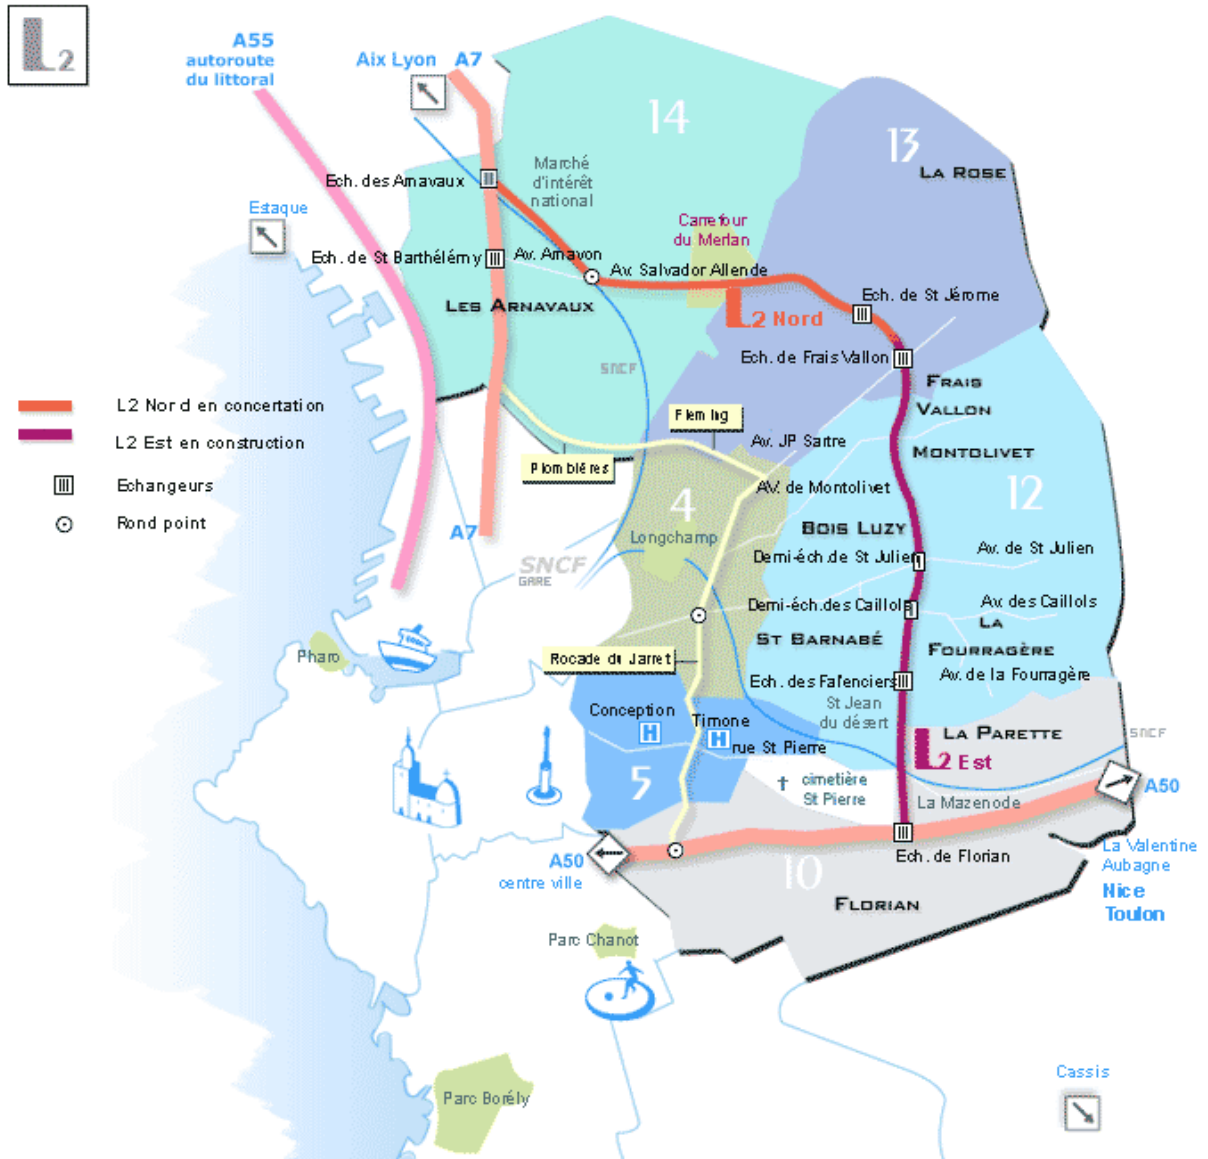 L2
A55
autoroute
du littoral
Aix Lyon A7
14
13
LA ROSE
Marché
d'intérêt
national
Ech. des Arnavaux
Estaque
Carrefour
du Merlan
Ech. de St Barthélémy
Av. Arnavon
Av. Salvador Allende
LES ARNAVAUX
Ech. de St Jérome
L2 Nord
Ech. de Frais Vallon
SNCF
FRAIS
VALLON
L2 Nord en concertation
L2 Est en construction
Flemlng
Av. JP Sartre
MONTOLIVET
Plombiéres
Echangeurs
Rond point
AV. de Montolivet
4
12
A7
Longchamp
BOIS LUZY
SNCF
GARE
Demi-éch.de St Julien
Av. de St Julien
Demi-éch.des Caillols
Av. des Caillols
ST BARNABÉ
LA
FOURRAGÈRE
Pharo
Rocade du Jarret
Ech. des Faïenciers
Av. de la Fourragère
St Jean
du désert
Conception
H
Timone
H
rue St Pierre
LA PARETTE
SNCF
L2 Est
5
cimetière
St Pierre
La Mazenode
A50
A50
centre ville
Ech. de Florian
10
La Valentine
Aubagne
Nice
Toulon
FLORIAN
Parc Chanot
Cassis
Parc Borély